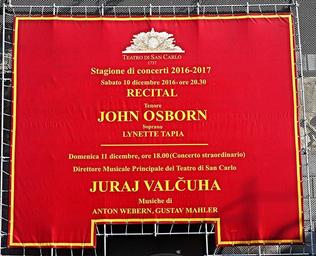 TEATRO DI SAN CARLO
1737
Stagione di concerti 2016-2017
Sabato 10 dicembre 2016 - ore 20.30
RECITAL
Tenore
JOHN OSBORN
Soprano
LYNETTE TAPIA
Domenica 11 dicembre, ore 18.00 (Concerto straordinario)
Direttore Musicale Principale del Teatro di San Carlo
JURAJ VALČUHA
Musiche di
ANTON WEBERN, GUSTAV MAHLER